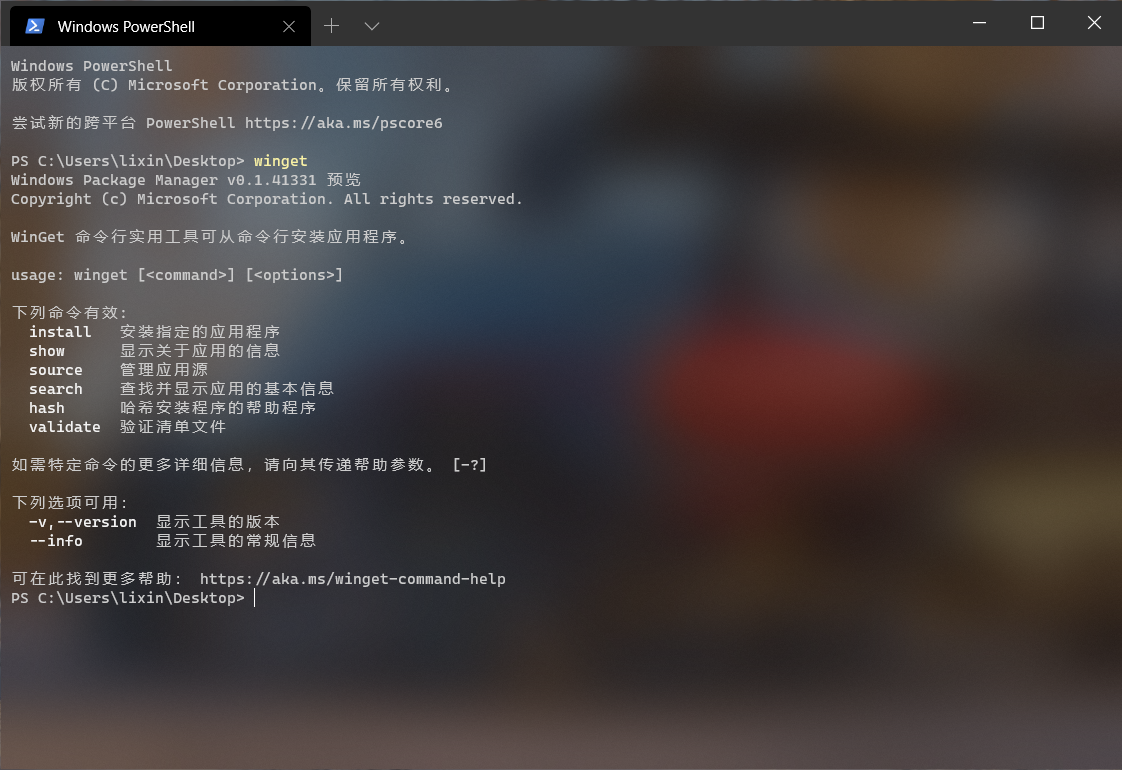 Windows PowerShell
Windows PowerShell
版权所有 (C) Microsoft Corporation。保留所有权利。
尝试新的跨平台 PowerShell https://aka.ms/pscore6
PS C:\Users\lixin\Desktop> winget
Windows Package Manager v0.1.41331 预览
Copyright (c) Microsoft Corporation. All rights reserved.
WinGet 命令行实用工具可从命令行安装应用程序。
usage: winget [<command>] [<options>]
下列命令有效:
install 安装指定的应用程序
show 显示关于应用的信息
source 管理应用源
search 查找并显示应用的基本信息
hash 哈希安装程序的帮助程序
validate 验证清单文件
如需特定命令的更多详细信息，请向其传递帮助参数。 [-?]
下列选项可用:
-v,--version 显示工具的版本
--info 显示工具的常规信息
可在此找到更多帮助: https://aka.ms/winget-command-help
PS C:\Users\lixin\Desktop>